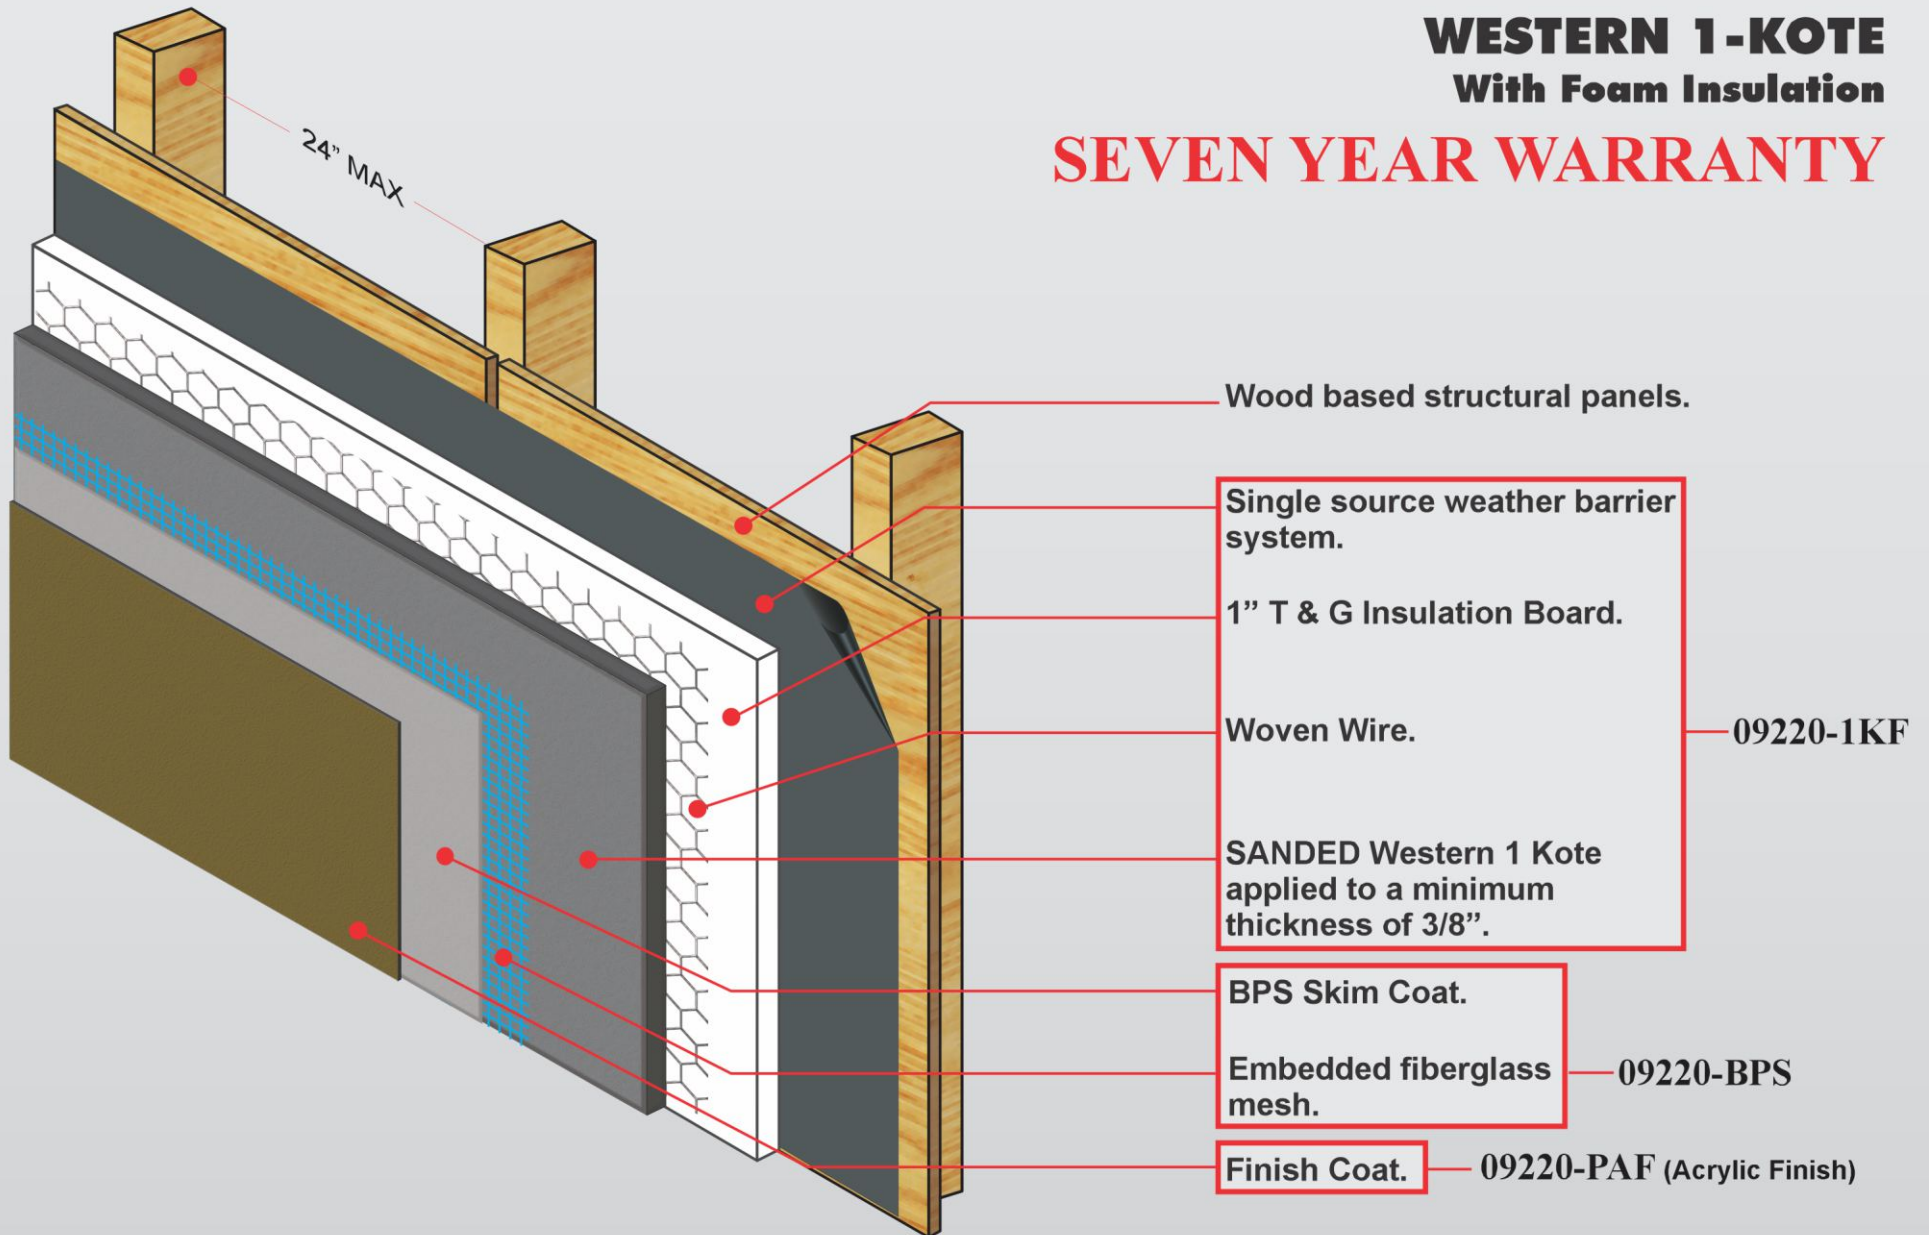 WESTERN 1-KOTE
With Foam Insulation
SEVEN YEAR WARRANTY
24” MAX
Wood based structural panels.
Single source weather barrier
system.
1” T & G Insulation Board.
Woven Wire.
09220-1KF
SANDED Western 1 Kote
applied to a minimum
thickness of 3/8”.
BPS Skim Coat.
Embedded fiberglass
mesh.
09220-BPS
Finish Coat.
09220-PAF (Acrylic Finish)